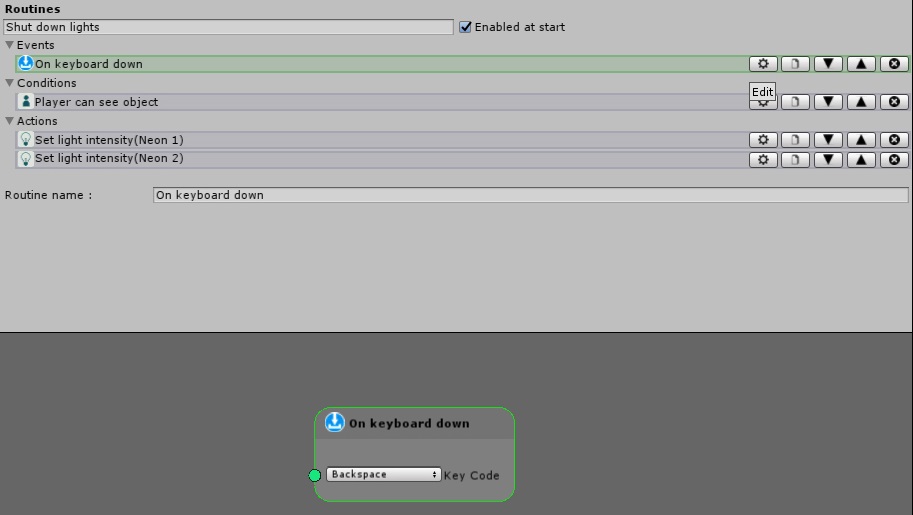 Routines
Shut down lights Enabled at start
Events
On keyboard down
Conditions
Edit
Player can see object
Actions
Set light intensity(Neon 1)
Set light intensity(Neon 2)
Routine name : On keyboard down
On keyboard down
Backspace Key Code